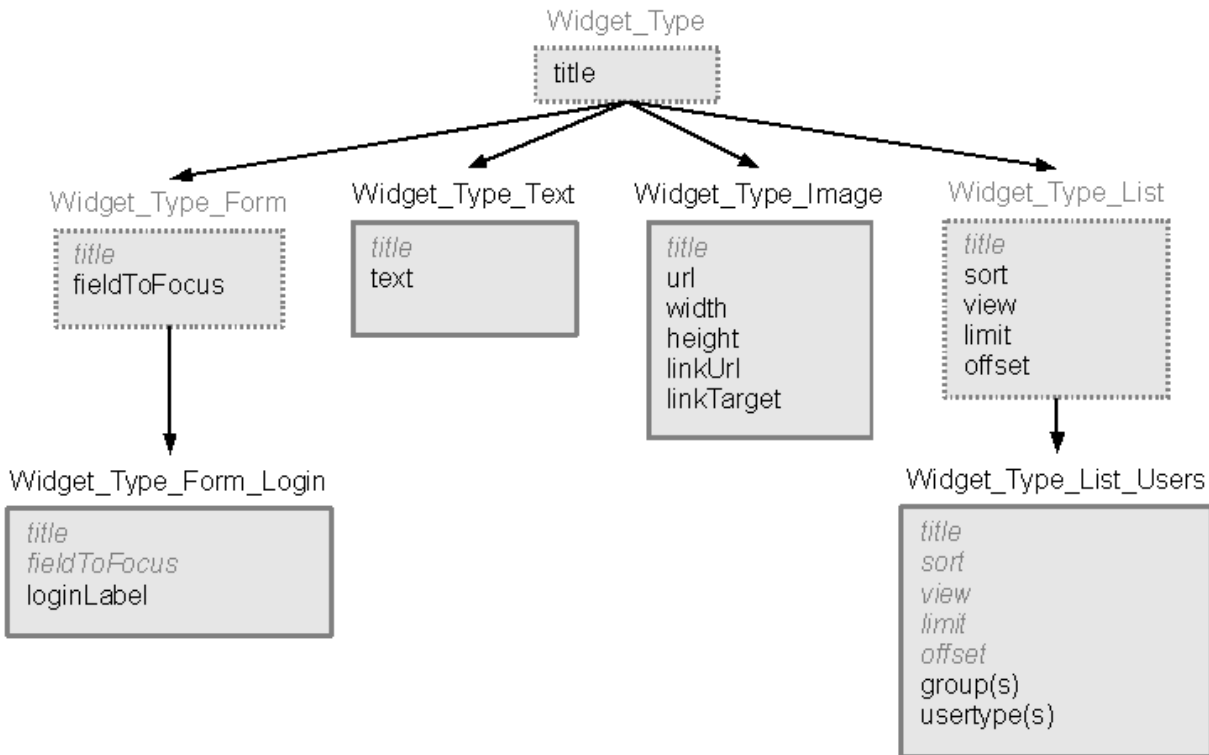 Widget_Type
title
Widget_Type_Form
title
fieldToFocus
Widget_Type_Text
title
text
Widget_Type_Image
title
url
width
height
linkUrl
linkTarget
Widget_Type_List
title
sort
view
limit
offset
Widget_Type_Form_Login
title
fieldToFocus
loginLabel
Widget_Type_List_Users
title
sort
view
limit
offset
group(s)
usertype(s)